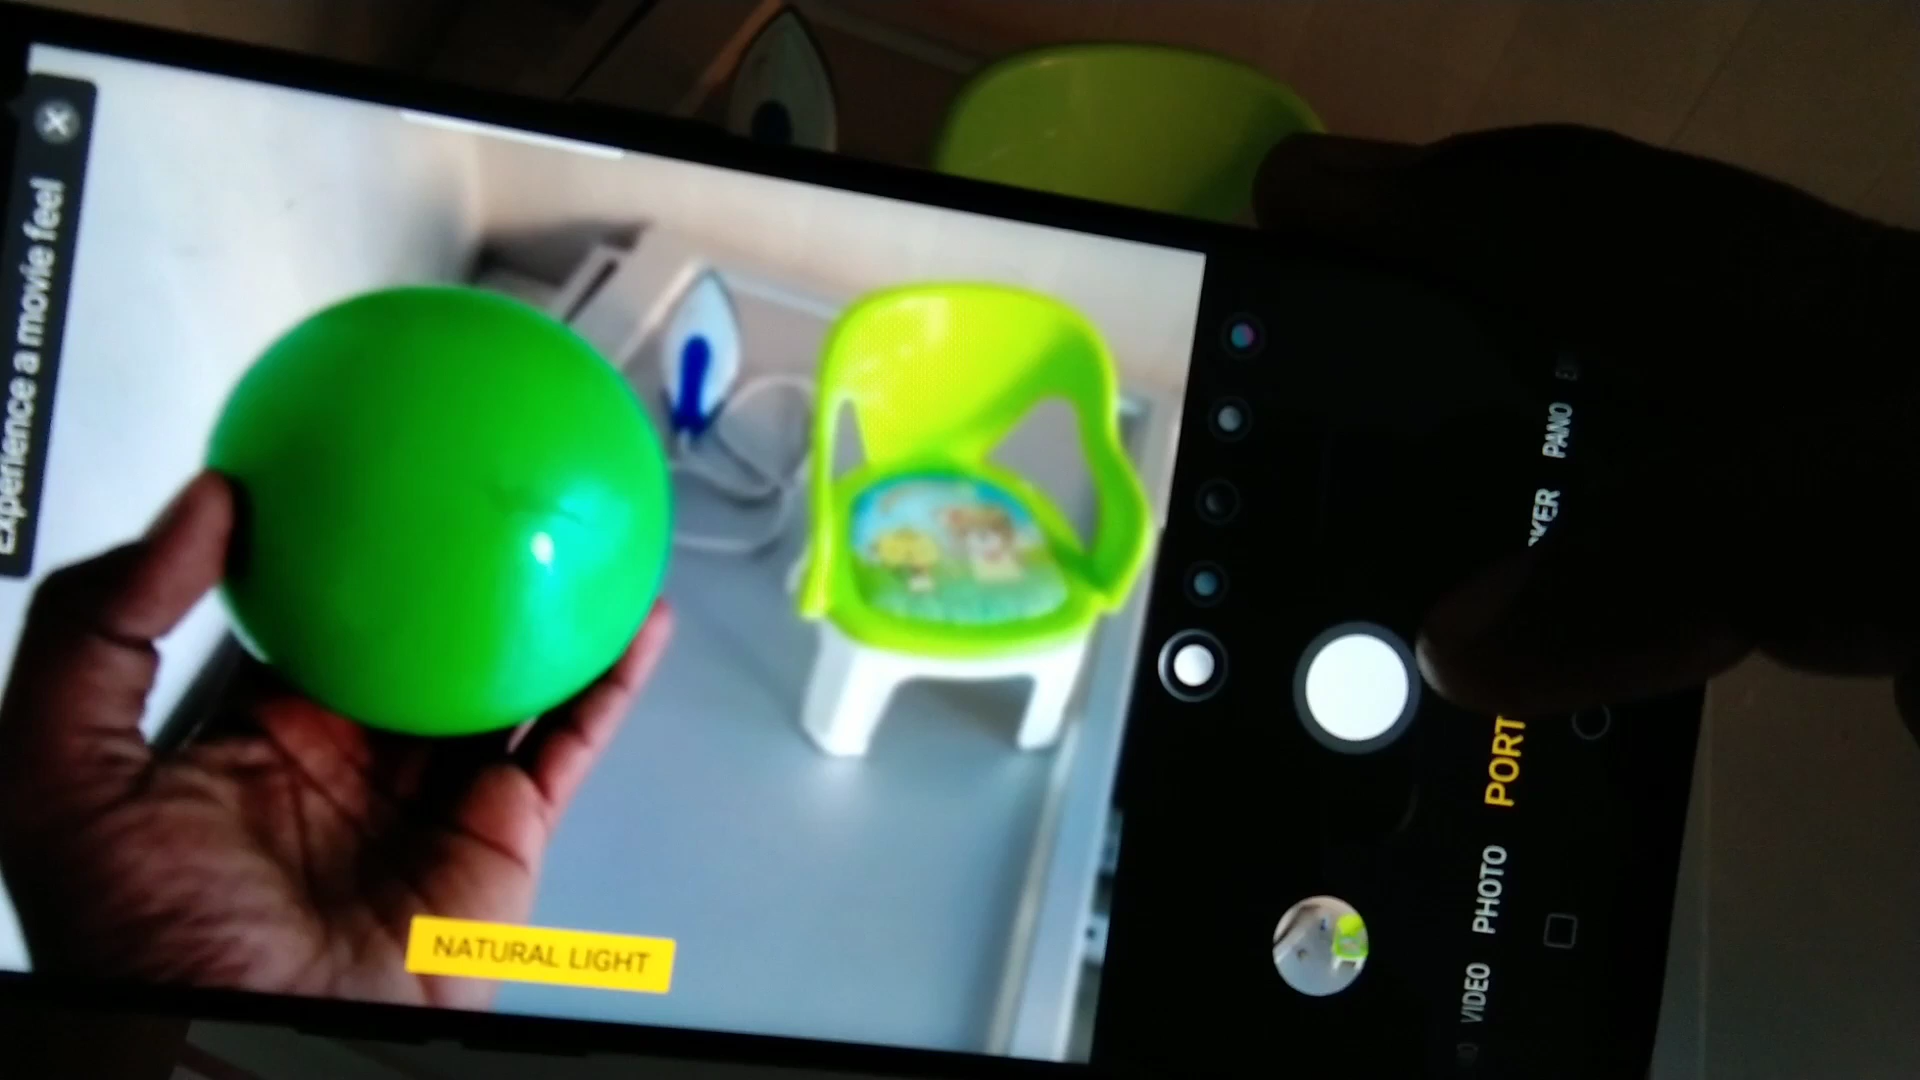 Experience a movie feel
NATURAL LIGHT
VIDEO
PHOTO
PORT
PANO